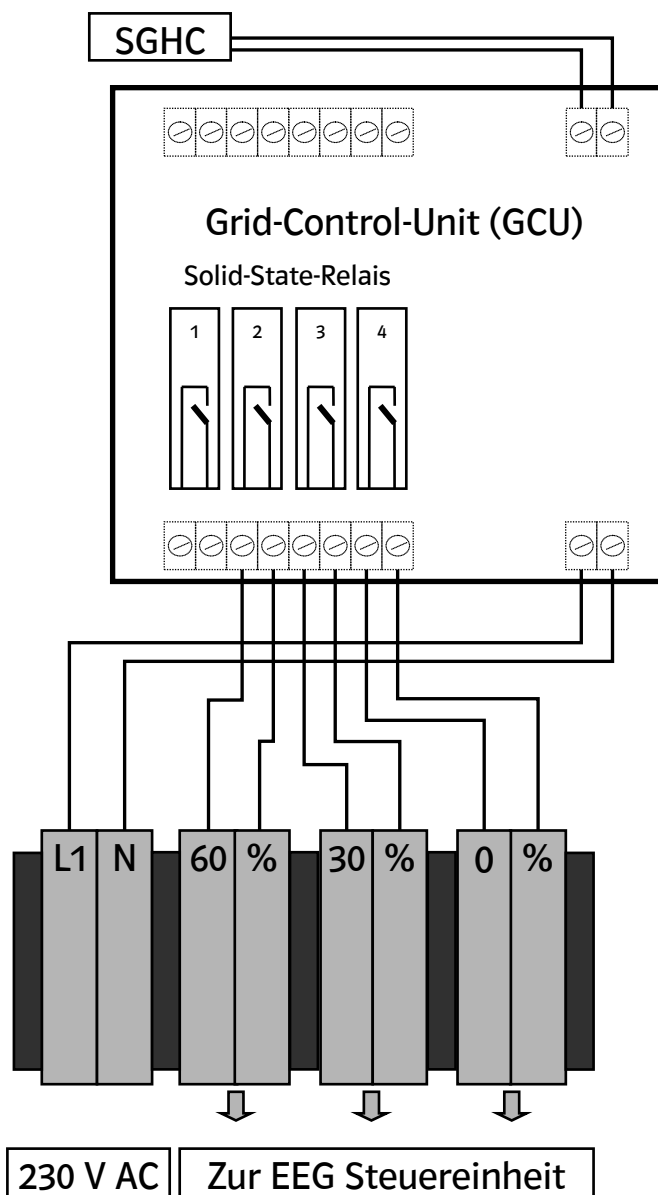 SGHC
Grid-Control-Unit (GCU)
Solid-State-Relais
1 2 3 4
L1 N 60 % 30 % 0 %
230 V AC Zur EEG Steuereinheit